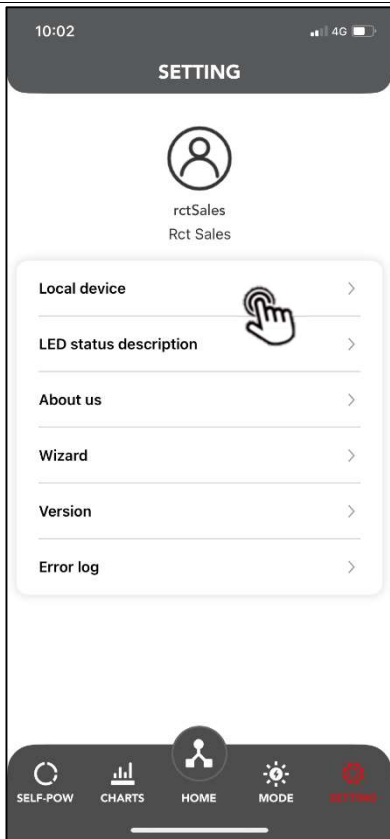 10:02
4G
SETTING
rctSales
Rct Sales
Local device
LED status description
About us
Wizard
Version
Error log
SELF-POW CHARTS HOME MODE SETTING